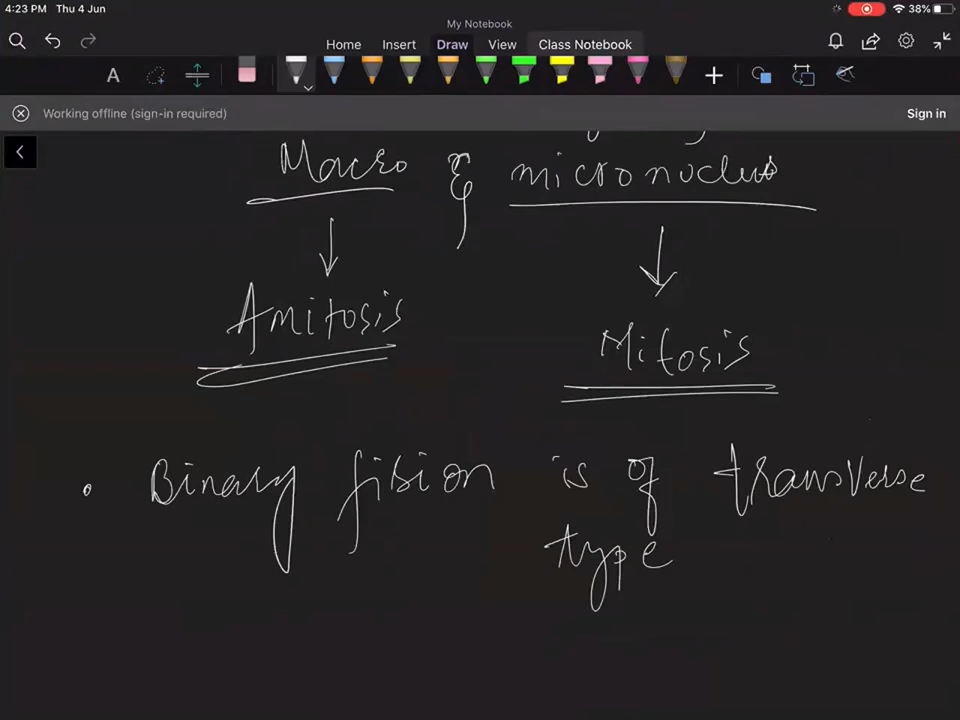 4:23 PM Thu 4 Jun
38%
My Notebook
Home Insert Draw View Class Notebook
A
Working offline (sign-in required) Sign in
Macro & micronucleus
Amitosis
Mitosis
• Binary fision is of transverse
type